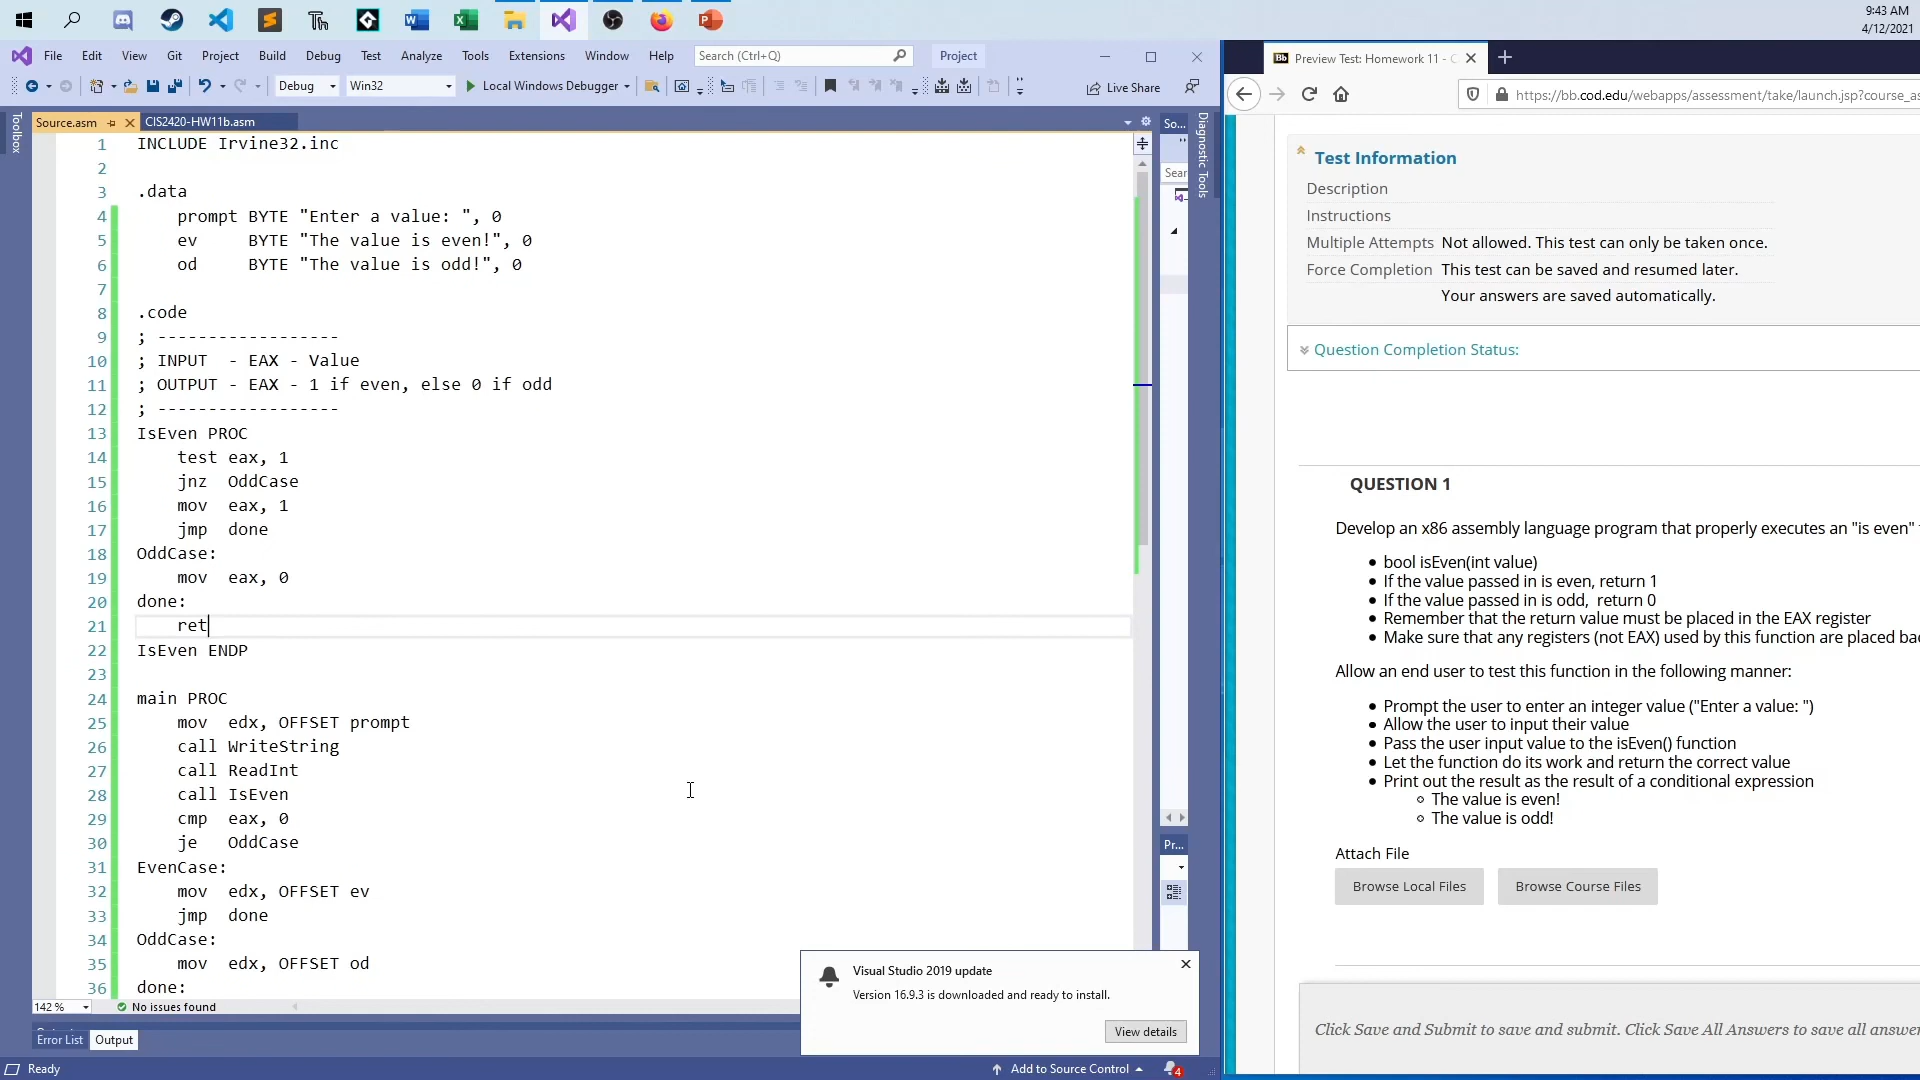 9:43 AM
4/12/2021
File Edit View Git Project Build Debug Test Analyze Tools Extensions Window Help Search (Ctrl+Q) Project
Debug Win32 Local Windows Debugger Live Share
Toolbox
Source.asm CIS2420-HW11b.asm
1 INCLUDE Irvine32.inc
2
3 .data
4 prompt BYTE "Enter a value: ", 0
5 ev BYTE "The value is even!", 0
6 od BYTE "The value is odd!", 0
7
8 .code
9 ; ------------------
10 ; INPUT - EAX - Value
11 ; OUTPUT - EAX - 1 if even, else 0 if odd
12 ; ------------------
13 IsEven PROC
14 test eax, 1
15 jnz OddCase
16 mov eax, 1
17 jmp done
18 OddCase:
19 mov eax, 0
20 done:
21 ret
22 IsEven ENDP
23
24 main PROC
25 mov edx, OFFSET prompt
26 call WriteString
27 call ReadInt
28 call IsEven
29 cmp eax, 0
30 je OddCase
31 EvenCase:
32 mov edx, OFFSET ev
33 jmp done
34 OddCase:
35 mov edx, OFFSET od
36 done:
142 % No issues found
Error List Output
Ready
Add to Source Control 4
So...
Sear
Pr...
Diagnostic Tools
Visual Studio 2019 update
Version 16.9.3 is downloaded and ready to install.
View details
Bb Preview Test: Homework 11 - C
https://bb.cod.edu/webapps/assessment/take/launch.jsp?course_as
Test Information
Description
Instructions
Multiple Attempts Not allowed. This test can only be taken once.
Force Completion This test can be saved and resumed later.
Your answers are saved automatically.
Question Completion Status:
QUESTION 1
Develop an x86 assembly language program that properly executes an "is even"
• bool isEven(int value)
• If the value passed in is even, return 1
• If the value passed in is odd, return 0
• Remember that the return value must be placed in the EAX register
• Make sure that any registers (not EAX) used by this function are placed bac
Allow an end user to test this function in the following manner:
• Prompt the user to enter an integer value ("Enter a value: ")
• Allow the user to input their value
• Pass the user input value to the isEven() function
• Let the function do its work and return the correct value
• Print out the result as the result of a conditional expression
○ The value is even!
○ The value is odd!
Attach File
Browse Local Files Browse Course Files
Click Save and Submit to save and submit. Click Save All Answers to save all answer